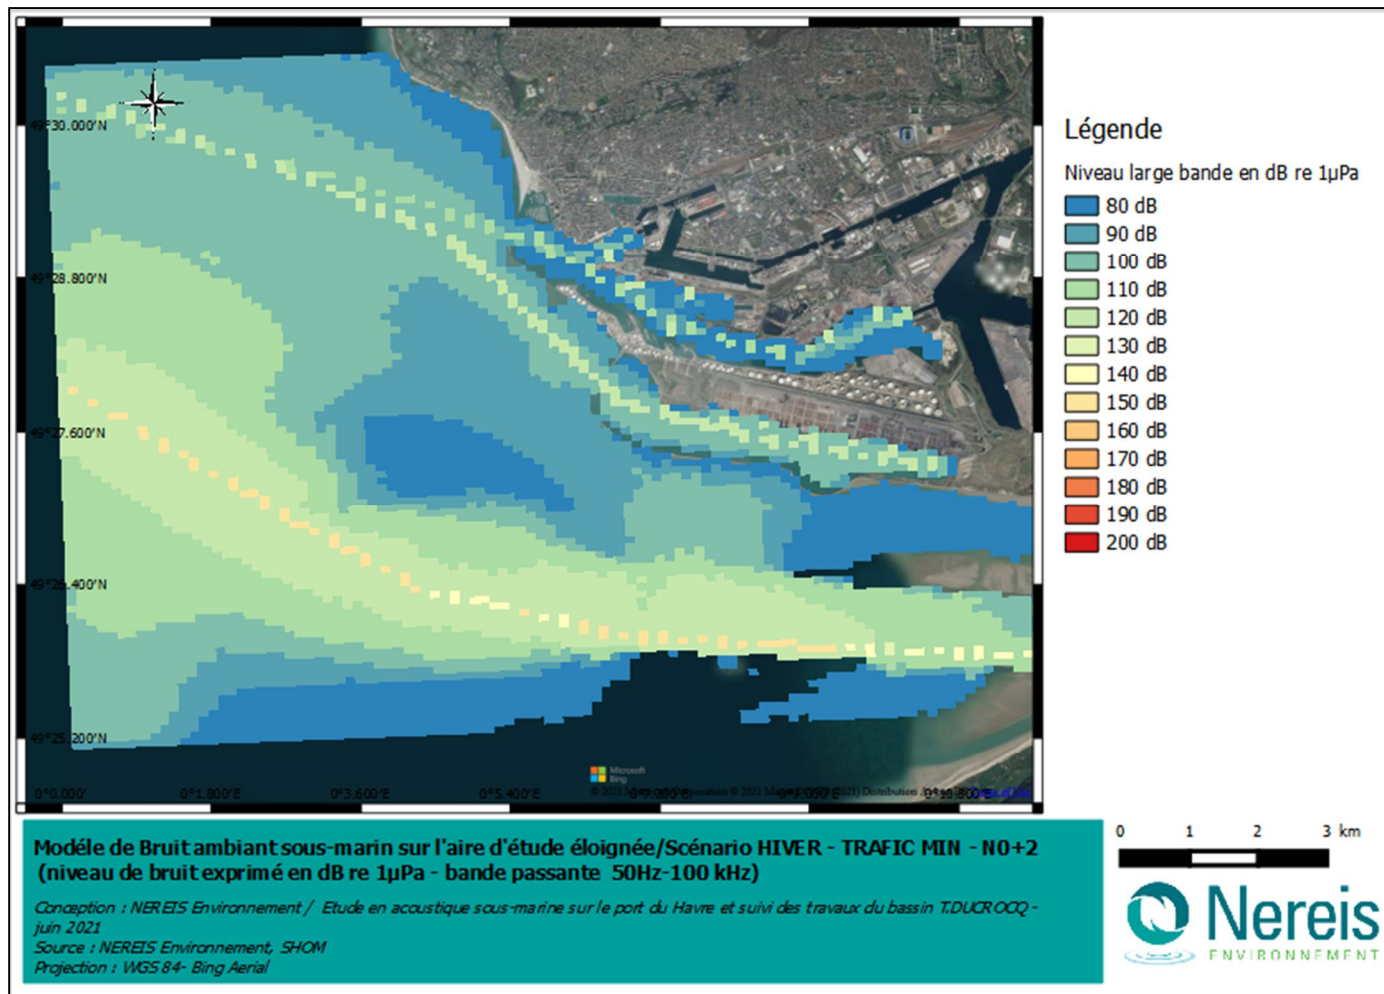 49°30.000'N
49°28.800'N
49°27.600'N
49°26.400'N
49°25.200'N
0°0.000'
0°1.800'E
0°3.600'E
0°5.400'E
Microsoft
Bing
Légende
Niveau large bande en dB re 1µPa
80 dB
90 dB
100 dB
110 dB
120 dB
130 dB
140 dB
150 dB
160 dB
170 dB
180 dB
190 dB
200 dB
Modéle de Bruit ambiant sous-marin sur l'aire d'étude éloignée/Scénario HIVER - TRAFIC MIN - N0+2
(niveau de bruit exprimé en dB re 1µPa - bande passante 50Hz-100 kHz)
Conception : NEREIS Environnement / Etude en acoustique sous-marine sur le port du Havre et suivi des travaux du bassin T.DUCROCQ -
juin 2021
Source : NEREIS Environnement, SHOM
Projection : WGS 84- Bing Aerial
0 1 2 3 km
Nereis
ENVIRONNEMENT